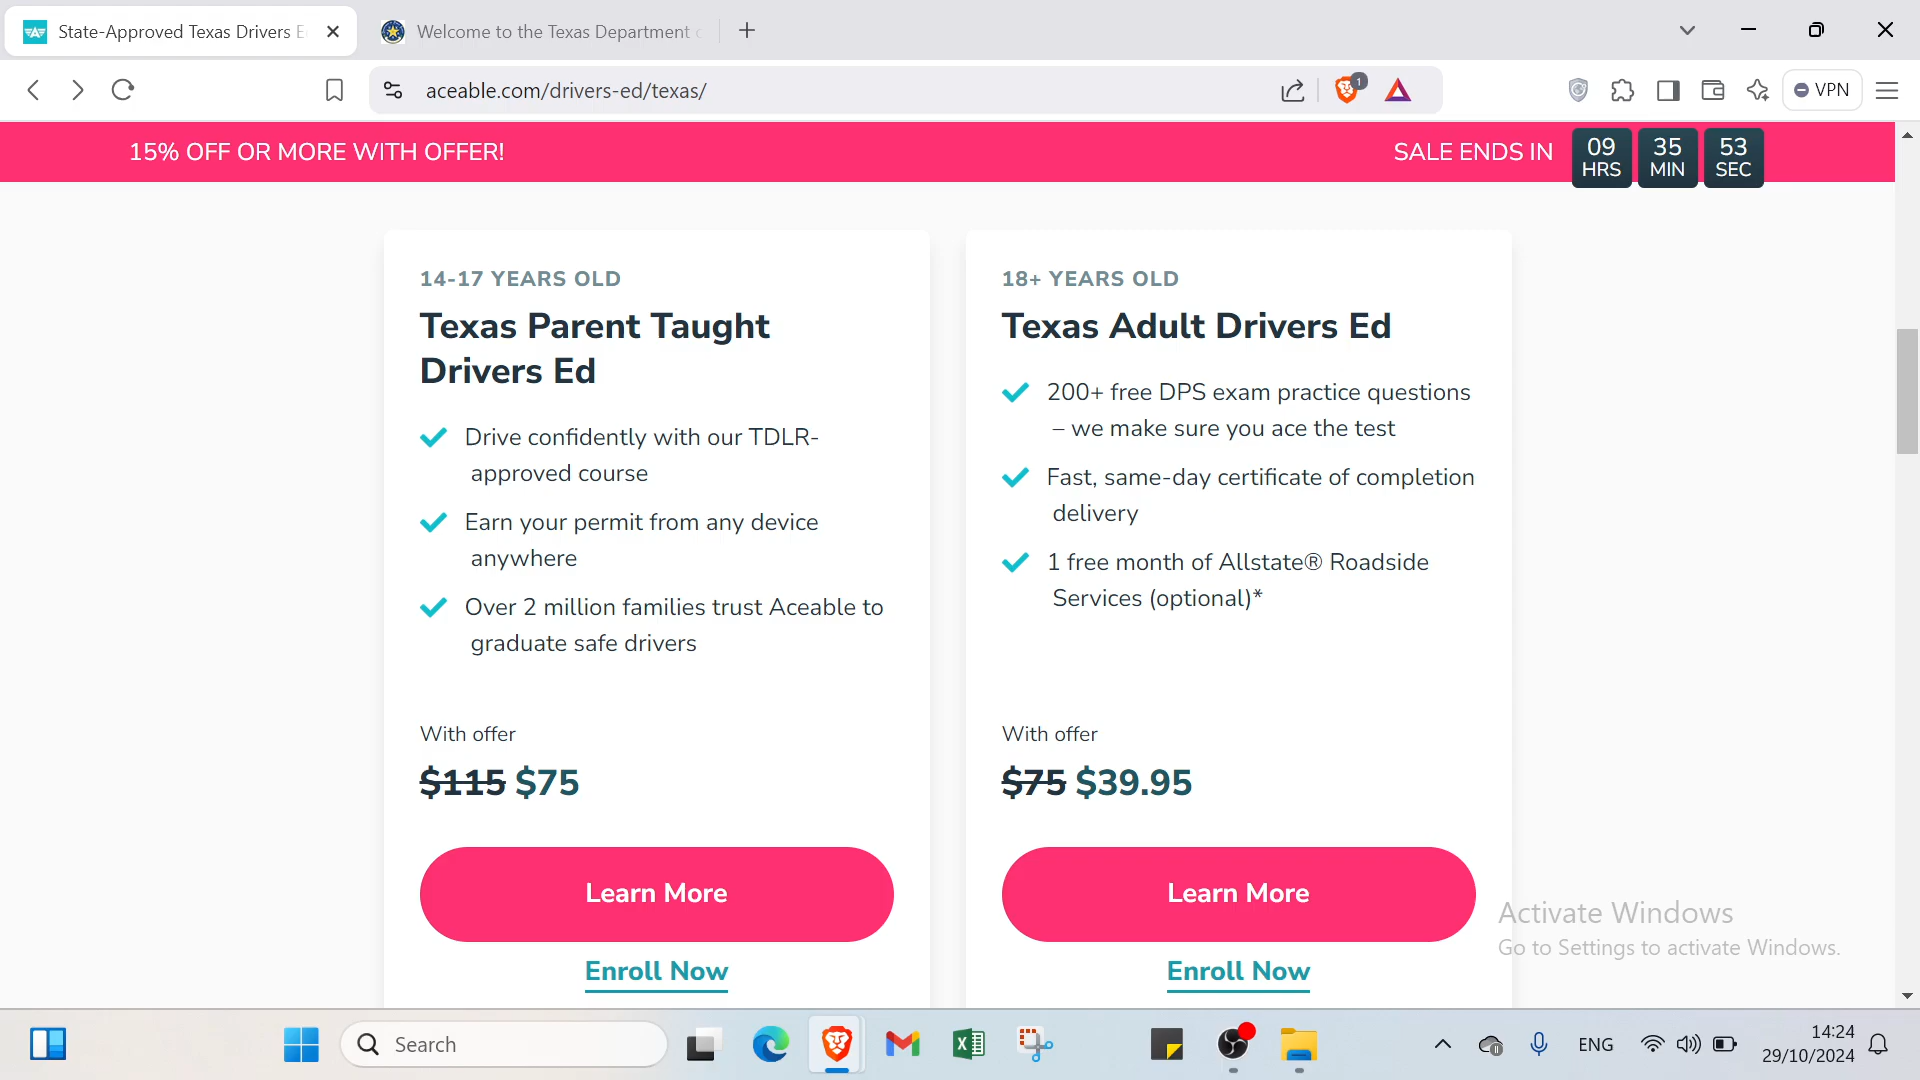 State-Approved Texas Drivers E
Welcome to the Texas Department
aceable.com/drivers-ed/texas/
1
VPN
15% OFF OR MORE WITH OFFER!
SALE ENDS IN
09 35 53
HRS MIN SEC
14-17 YEARS OLD
Texas Parent Taught
Drivers Ed
Drive confidently with our TDLR-
approved course
Earn your permit from any device
anywhere
Over 2 million families trust Aceable to
graduate safe drivers
With offer
$115 $75
Learn More
Enroll Now
18+ YEARS OLD
Texas Adult Drivers Ed
200+ free DPS exam practice questions
– we make sure you ace the test
Fast, same-day certificate of completion
delivery
1 free month of Allstate® Roadside
Services (optional)*
With offer
$75 $39.95
Learn More
Enroll Now
Activate Windows
Go to Settings to activate Windows.
Search
ENG
14:24
29/10/2024